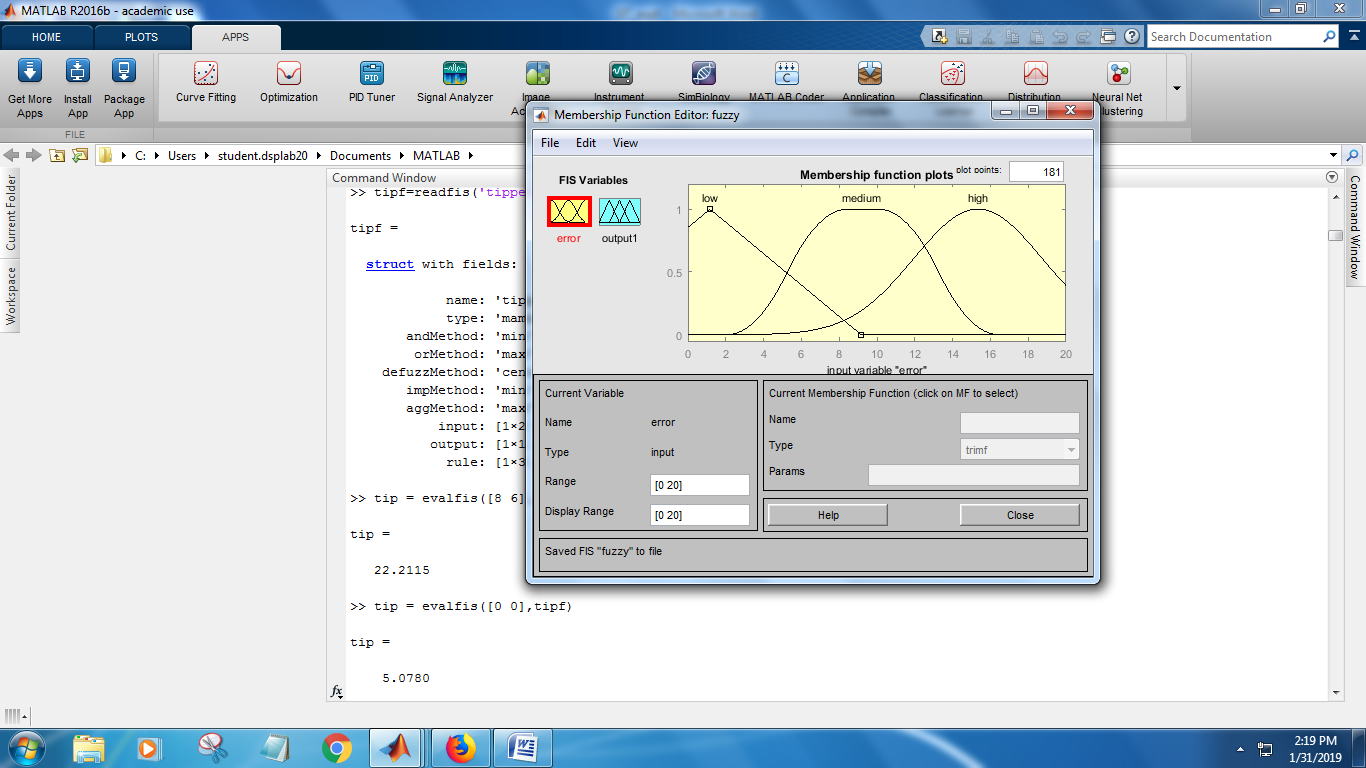 MATLAB R2016b - academic use
HOME PLOTS APPS
Search Documentation
Get More Apps
Install App
Package App
FILE
Curve Fitting
Optimization
PID Tuner
Signal Analyzer
Image
Instrument
SimBiology
MATLAB Coder
Application
Classification
Distribution
Neural Net
Clustering
C: Users student.dsplab20 Documents MATLAB
Current Folder
Workspace
Command Window
Command Window
>> tipf=readfis('tippe
tipf =
struct with fields:
name: 'tip
type: 'mam
andMethod: 'min
orMethod: 'max
defuzzMethod: 'cen
impMethod: 'min
aggMethod: 'max
input: [1×2
output: [1×1
rule: [1×3
>> tip = evalfis([8 6]
tip =
22.2115
>> tip = evalfis([0 0],tipf)
tip =
5.0780
fx
Membership Function Editor: fuzzy
File Edit View
FIS Variables
error
output1
Membership function plots
plot points:
181
low medium high
1
0.5
0
0 2 4 6 8 10 12 14 16 18 20
input variable "error"
Current Variable
Name error
Type input
Range [0 20]
Display Range [0 20]
Current Membership Function (click on MF to select)
Name
Type trimf
Params
Help Close
Saved FIS "fuzzy" to file
2:19 PM
1/31/2019